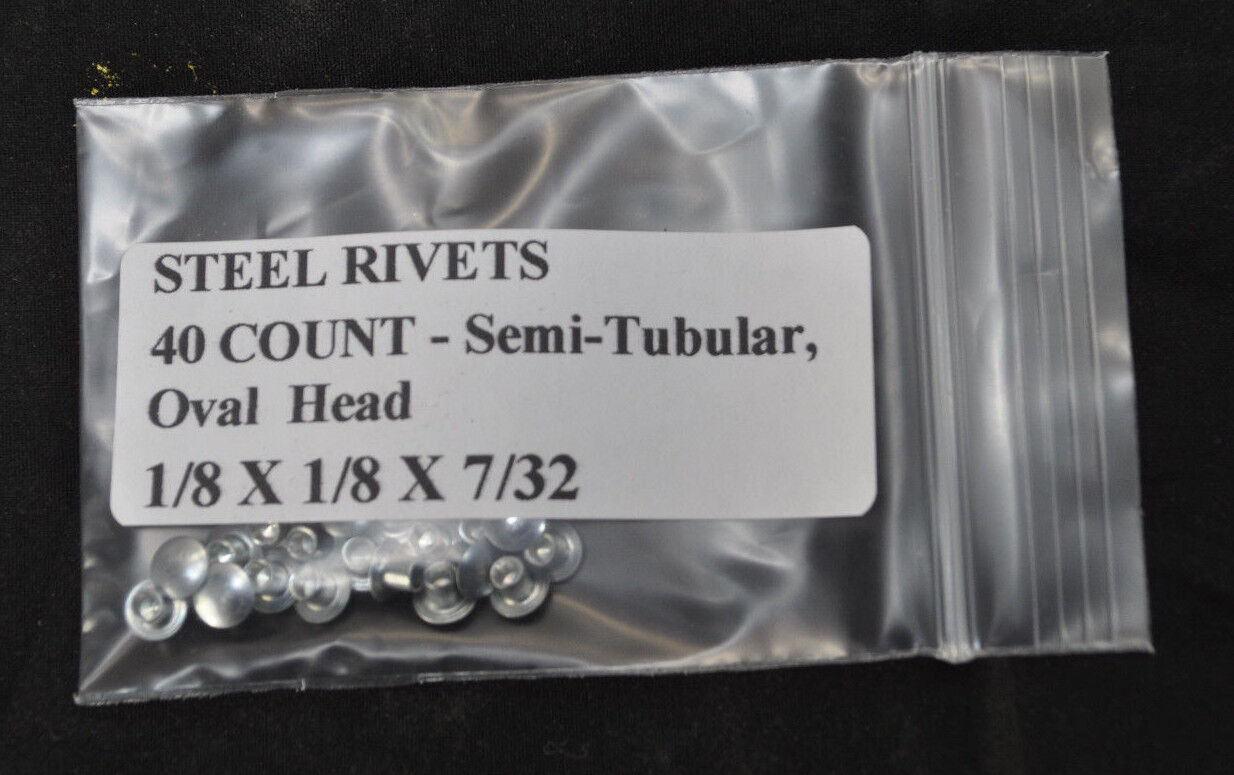 STEEL RIVETS
40 COUNT - Semi-Tubular,
Oval Head
1/8 X 1/8 X 7/32